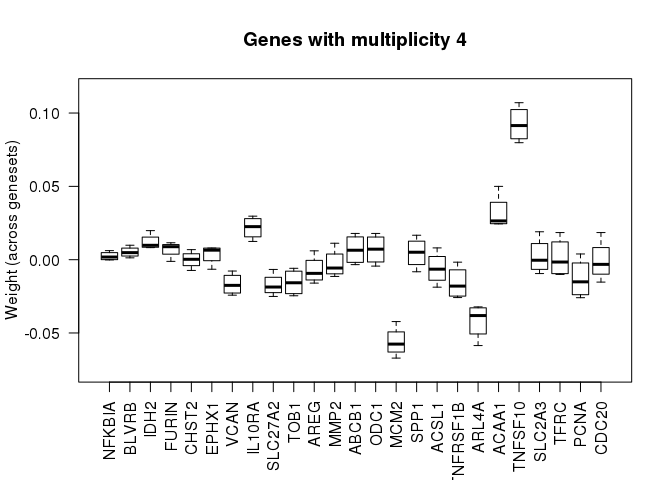 Genes with multiplicity 4
Weight (across genesets)
0.10
0.05
0.00
-0.05
NFKBIA
BLVRB
IDH2
FURIN
CHST2
EPHX1
VCAN
IL10RA
SLC27A2
TOB1
AREG
MMP2
ABCB1
ODC1
MCM2
SPP1
ACSL1
TNFRSF1B
ARL4A
ACAA1
TNFSF10
SLC2A3
TFRC
PCNA
CDC20